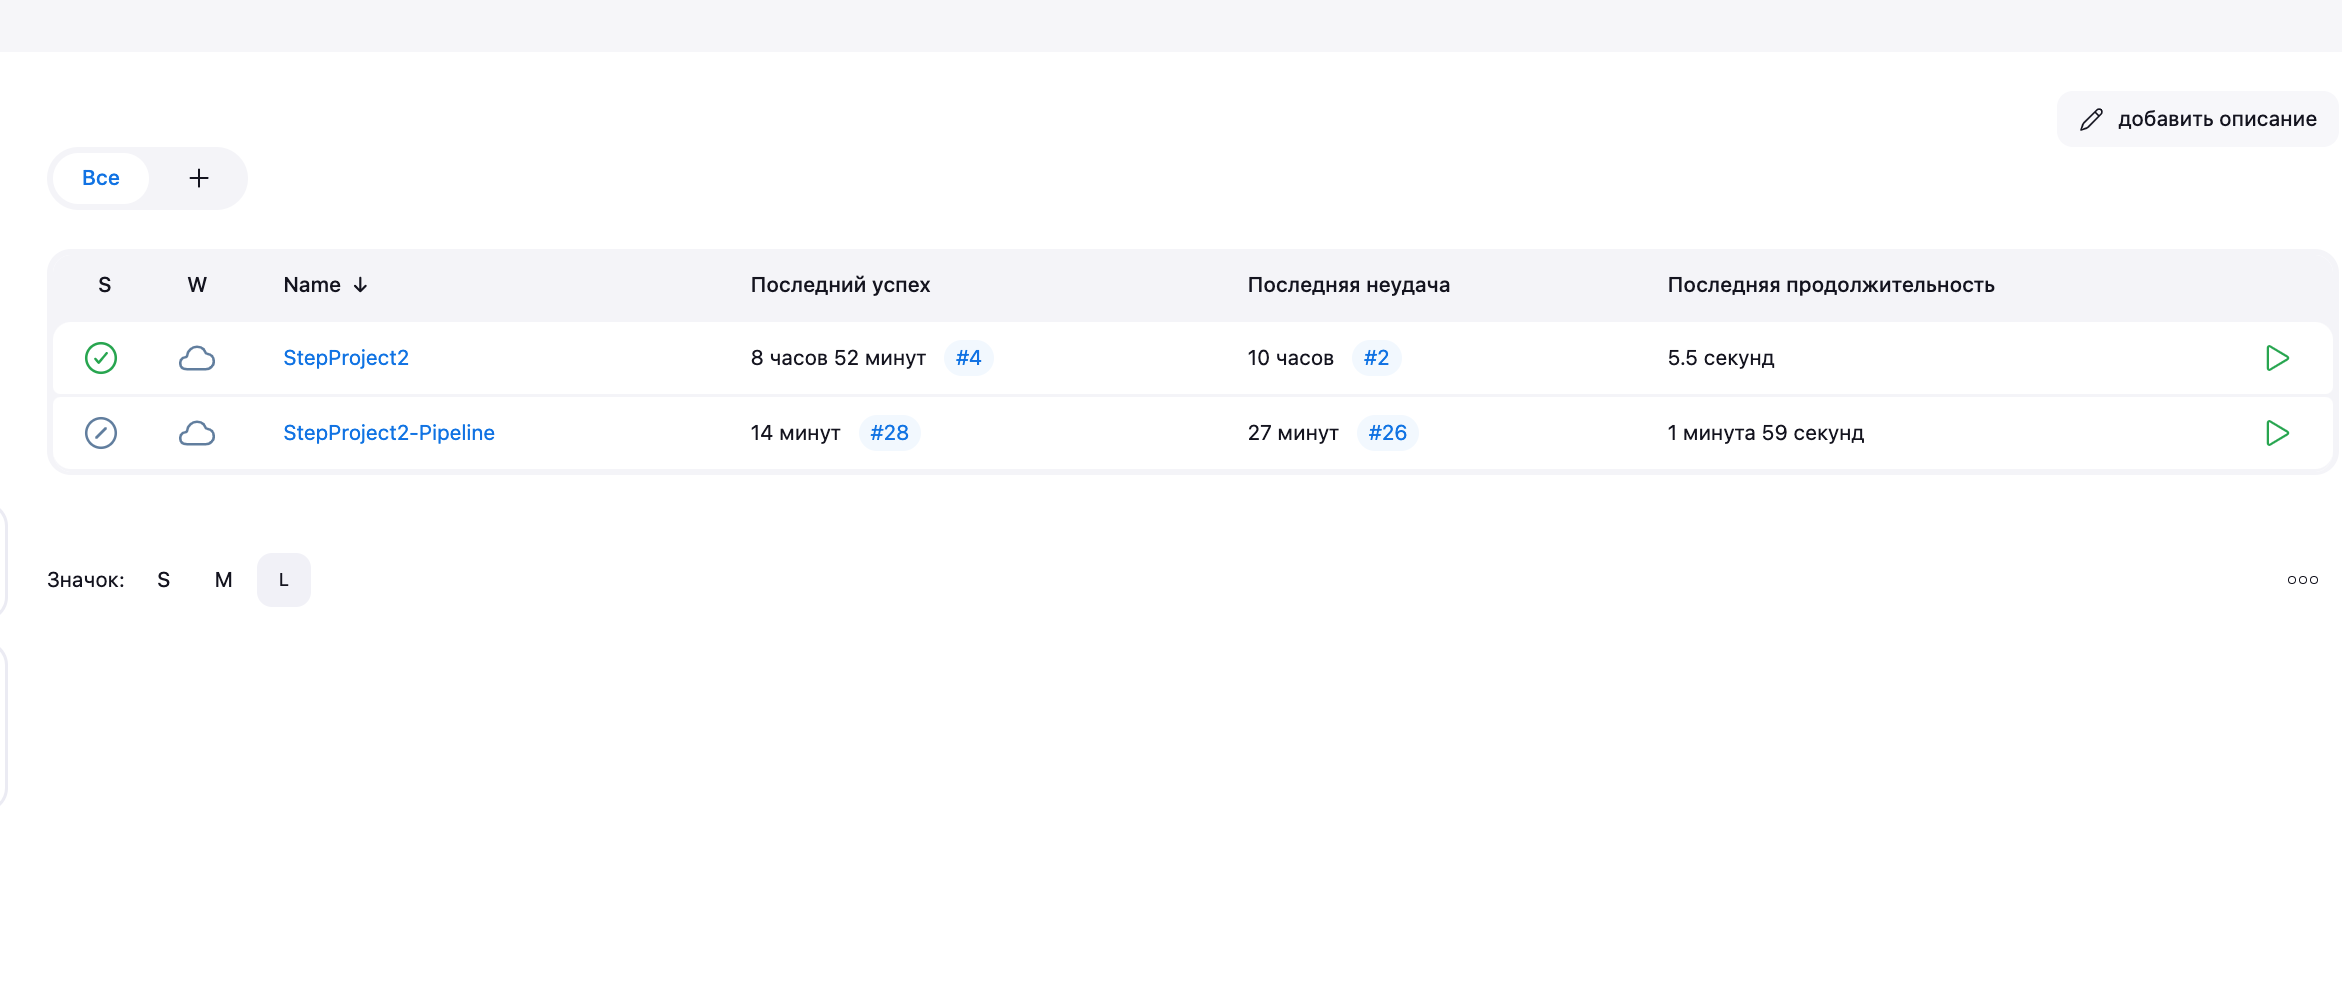 добавить описание
Все +
S W Name ↓ Последний успех Последняя неудача Последняя продолжительность
StepProject2 8 часов 52 минут #4 10 часов #2 5.5 секунд
StepProject2-Pipeline 14 минут #28 27 минут #26 1 минута 59 секунд
Значок: S M L